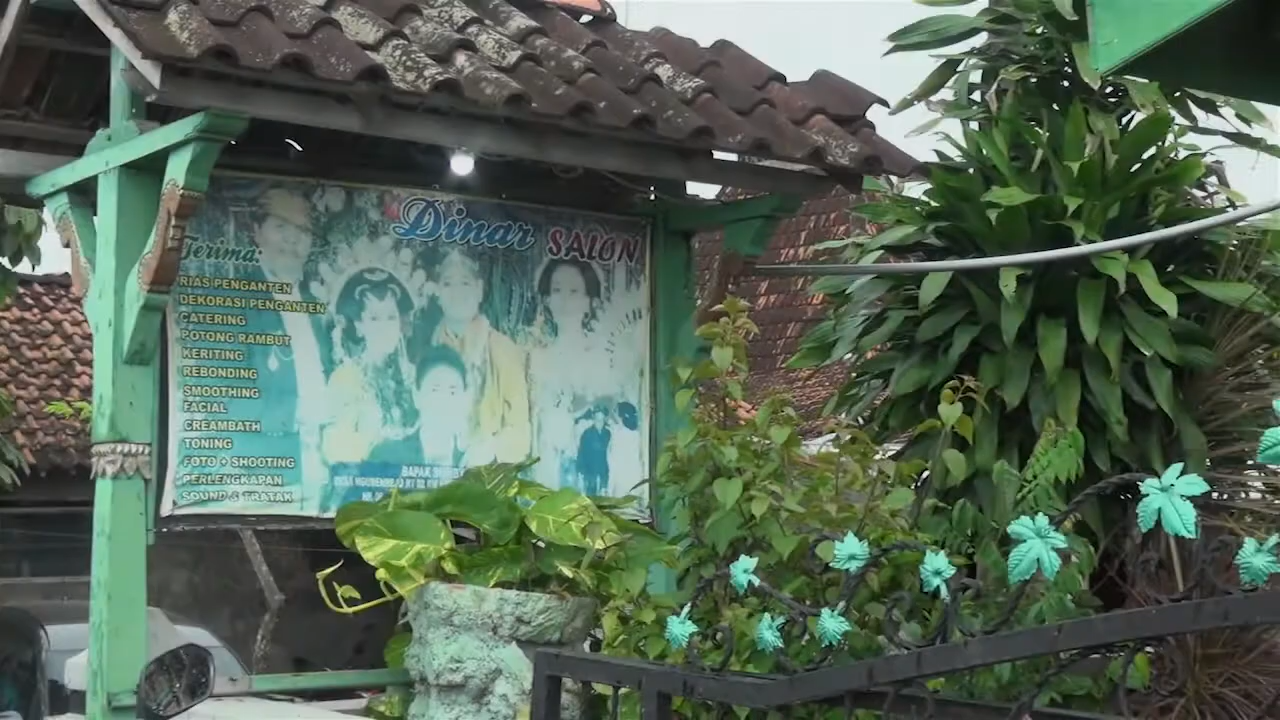 Dinar SALON
Terima:
RIAS PENGANTEN
DEKORASI PENGANTEN
CATERING
POTONG RAMBUT
KERITING
REBONDING
SMOOTHING
FACIAL
CREAMBATH
TONING
FOTO + SHOOTING
PERLENGKAPAN
SOUND & TRATAK
BAPAK